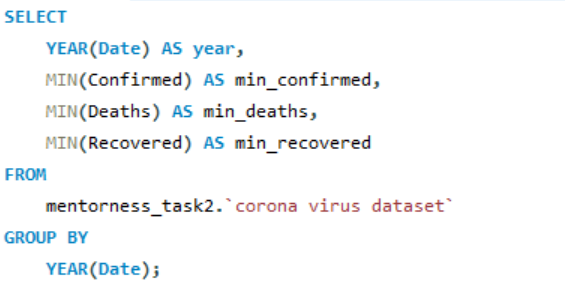 SELECT
    YEAR(Date) AS year,
    MIN(Confirmed) AS min_confirmed,
    MIN(Deaths) AS min_deaths,
    MIN(Recovered) AS min_recovered
FROM
    mentorness_task2.`corona virus dataset`
GROUP BY
    YEAR(Date);